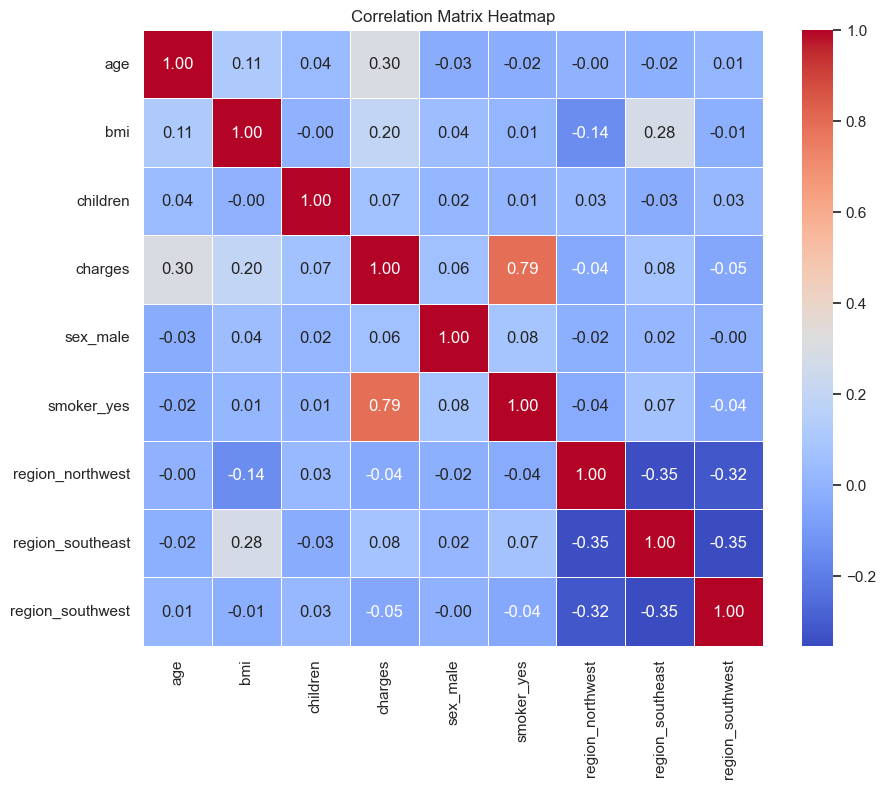 Correlation Matrix Heatmap
age 1.00 0.11 0.04 0.30 -0.03 -0.02 -0.00 -0.02 0.01
bmi 0.11 1.00 -0.00 0.20 0.04 0.01 -0.14 0.28 -0.01
children 0.04 -0.00 1.00 0.07 0.02 0.01 0.03 -0.03 0.03
charges 0.30 0.20 0.07 1.00 0.06 0.79 -0.04 0.08 -0.05
sex_male -0.03 0.04 0.02 0.06 1.00 0.08 -0.02 0.02 -0.00
smoker_yes -0.02 0.01 0.01 0.79 0.08 1.00 -0.04 0.07 -0.04
region_northwest -0.00 -0.14 0.03 -0.04 -0.02 -0.04 1.00 -0.35 -0.32
region_southeast -0.02 0.28 -0.03 0.08 0.02 0.07 -0.35 1.00 -0.35
region_southwest 0.01 -0.01 0.03 -0.05 -0.00 -0.04 -0.32 -0.35 1.00
age bmi children charges sex_male smoker_yes region_northwest region_southeast region_southwest
1.0
0.8
0.6
0.4
0.2
0.0
−0.2